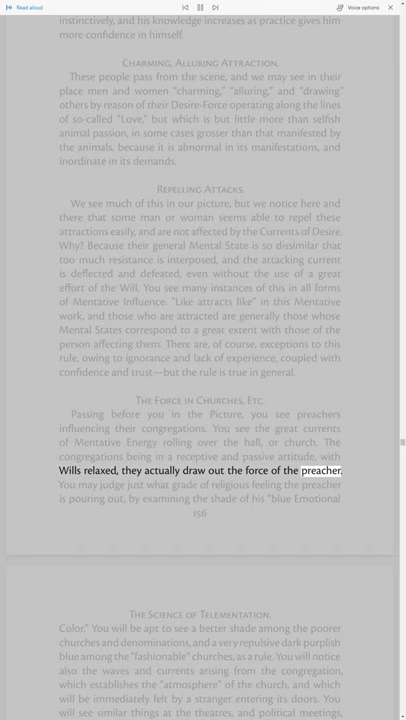 Read aloud
Voice options
instinctively, and his knowledge increases as practice gives him
more confidence in himself.
Charming, Alluring Attraction.
These people pass from the scene, and we may see in their
place men and women "charming," "alluring," and "drawing"
others by reason of their Desire-Force operating along the lines
of so-called "Love," but which is but little more than selfish
animal passion, in some cases grosser than that manifested by
the animals, because it is abnormal in its manifestations, and
inordinate in its demands.
Repelling Attacks.
We see much of this in our picture, but we notice here and
there that some man or woman seems able to repel these
attractions easily, and are not affected by the Currents of Desire.
Why? Because their general Mental State is so dissimilar that
too much resistance is interposed, and the attacking current
is deflected and defeated, even without the use of a great
effort of the Will. You see many instances of this in all forms
of Mentative Influence. "Like attracts like" in this Mentative
work, and those who are attracted are generally those whose
Mental States correspond to a great extent with those of the
person affecting them. There are, of course, exceptions to this
rule, owing to ignorance and lack of experience, coupled with
confidence and trust—but the rule is true in general.
The Force in Churches, Etc.
Passing before you in the Picture, you see preachers
influencing their congregations. You see the great currents
of Mentative Energy rolling over the hall, or church. The
congregations being in a receptive and passive attitude, with
Wills relaxed, they actually draw out the force of the preacher.
You may judge just what grade of religious feeling the preacher
is pouring out, by examining the shade of his "blue Emotional
156
The Science of Telementation.
Color." You will be apt to see a better shade among the poorer
churches and denominations, and a very repulsive dark purplish
blue among the "fashionable" churches, as a rule. You will notice
also the waves and currents arising from the congregation,
which establishes the "atmosphere" of the church, and which
will be immediately felt by a stranger entering its doors. You
will see similar things at the theatres, and political meetings,